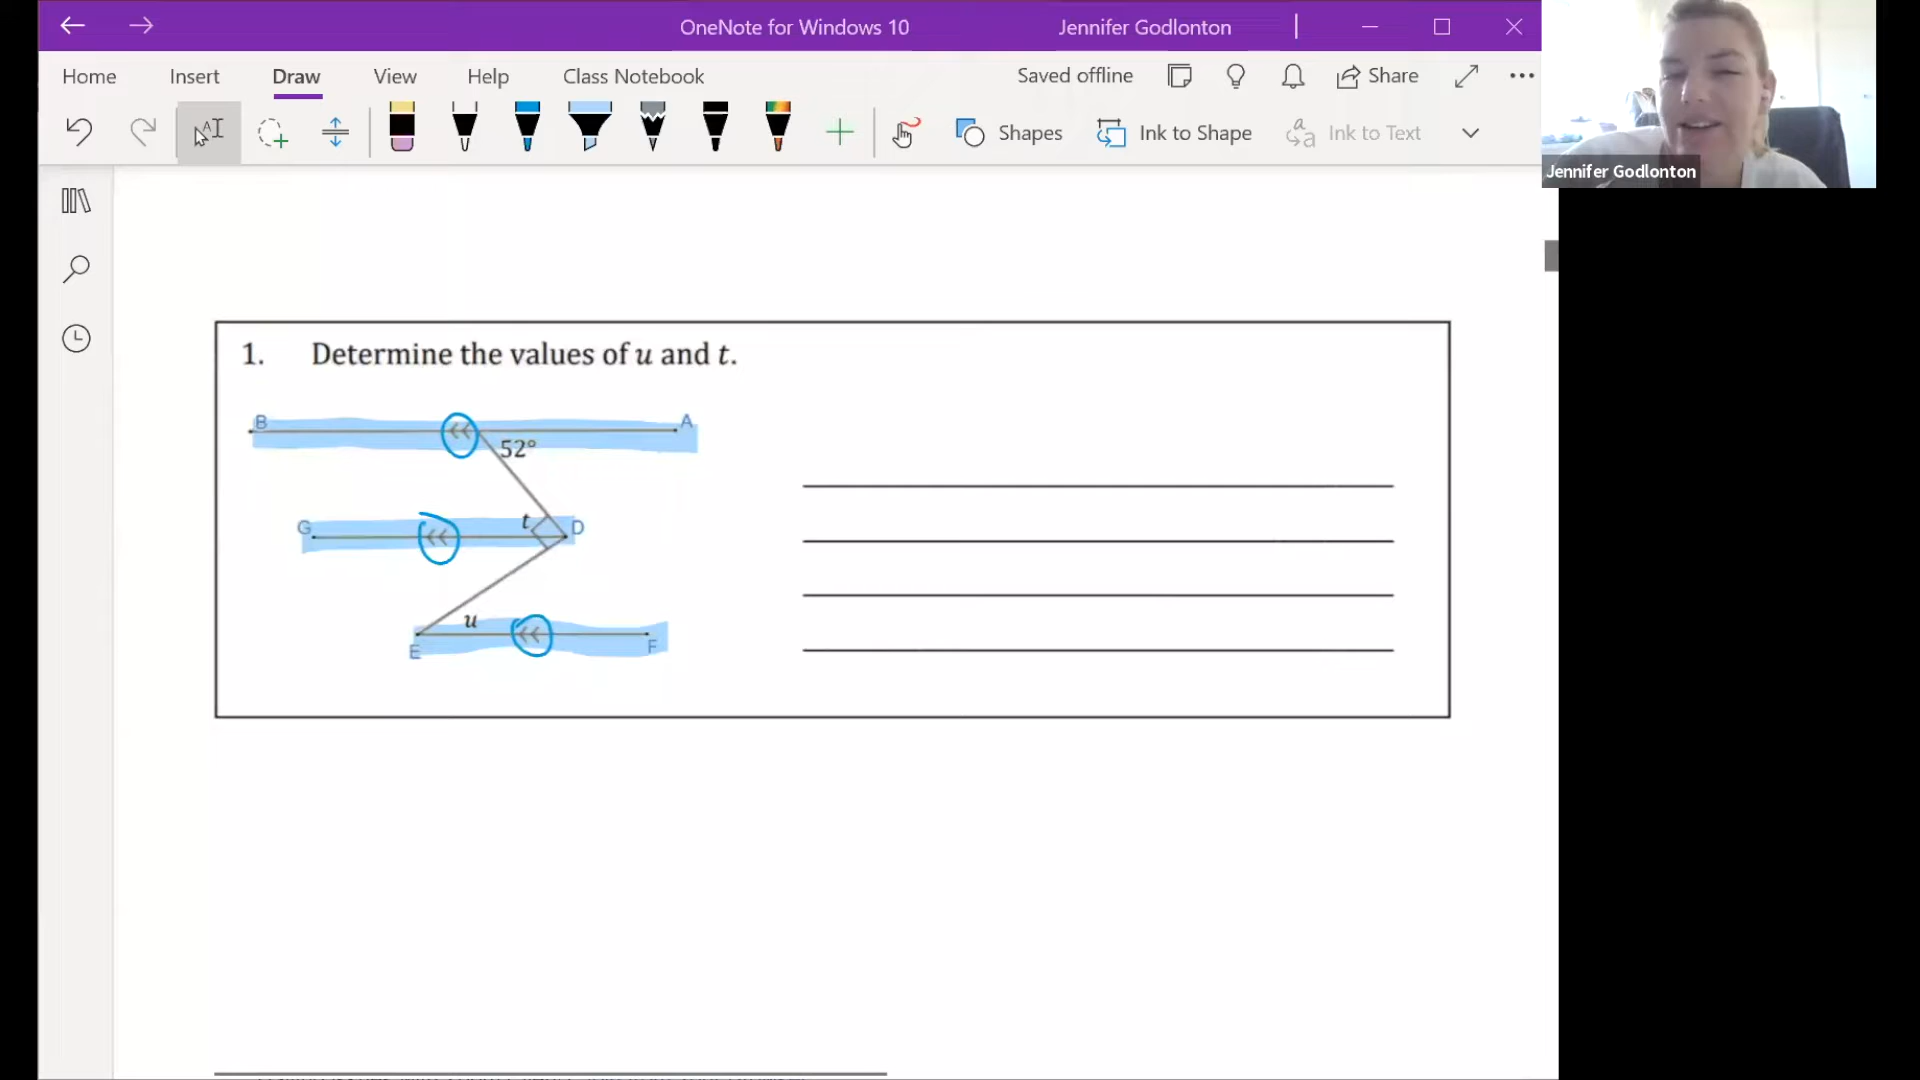 OneNote for Windows 10
Jennifer Godlonton
Home Insert Draw View Help Class Notebook
Saved offline
Share
Shapes
Ink to Shape
Ink to Text
Jennifer Godlonton
1. Determine the values of u and t.
B
A
52°
G
t
D
u
E
F